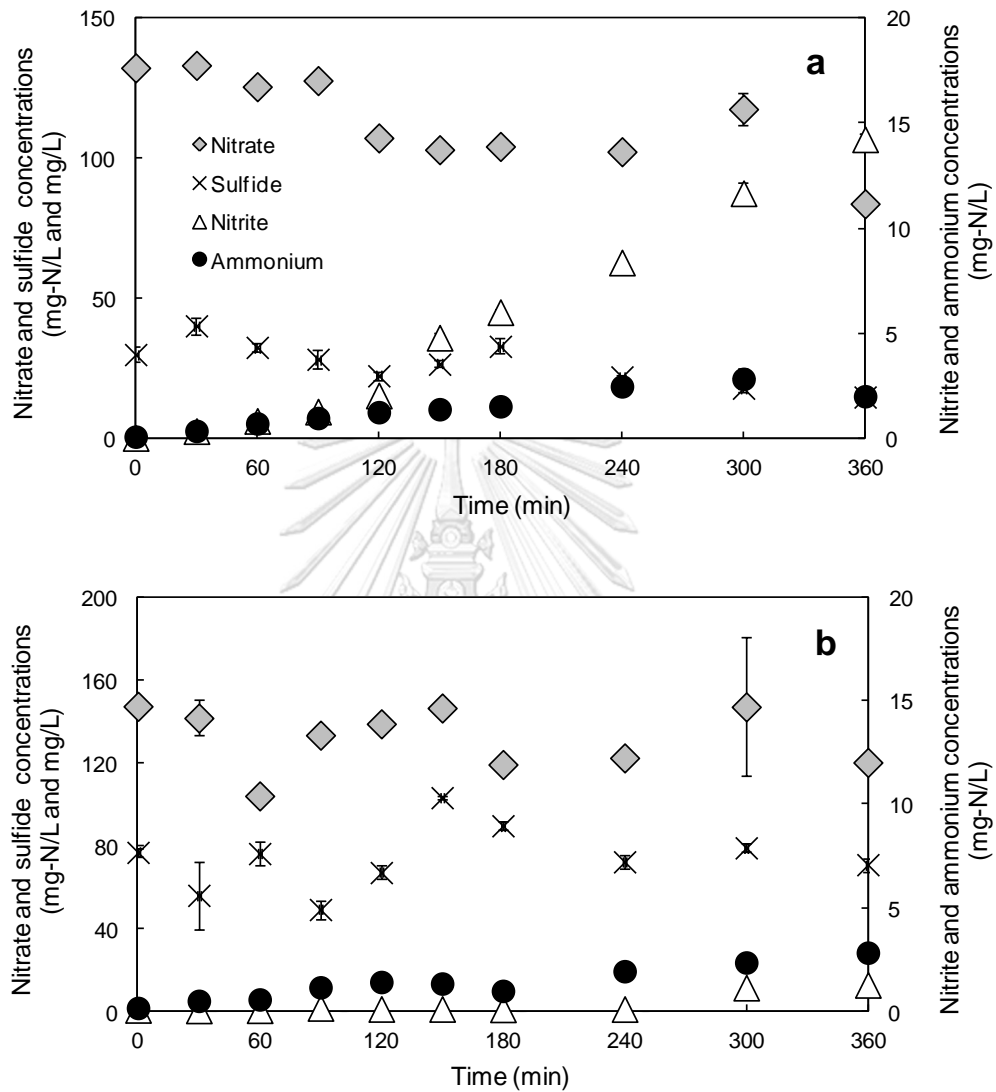 a
Nitrate and sulfide concentrations
(mg-N/L and mg/L)
150
100
50
0
Nitrate
Sulfide
Nitrite
Ammonium
20
15
10
5
0
Nitrite and ammonium concentrations
(mg-N/L)
0 60 120 180 240 300 360
Time (min)
b
Nitrate and sulfide concentrations
(mg-N/L and mg/L)
200
160
120
80
40
0
20
15
10
5
0
Nitrite and ammonium concentrations
(mg-N/L)
0 60 120 180 240 300 360
Time (min)